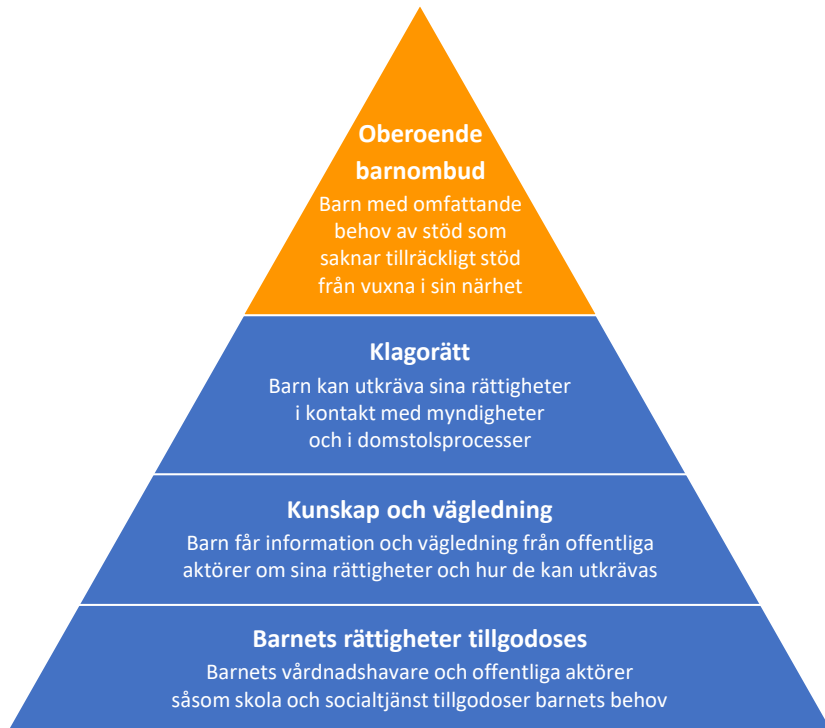 Oberoende
barnombud
Barn med omfattande
behov av stöd som
saknar tillräckligt stöd
från vuxna i sin närhet
Klagorätt
Barn kan utkräva sina rättigheter
i kontakt med myndigheter
och i domstolsprocesser
Kunskap och vägledning
Barn får information och vägledning från offentliga
aktörer om sina rättigheter och hur de kan utkrävas
Barnets rättigheter tillgodoses
Barnets vårdnadshavare och offentliga aktörer
såsom skola och socialtjänst tillgodoser barnets behov